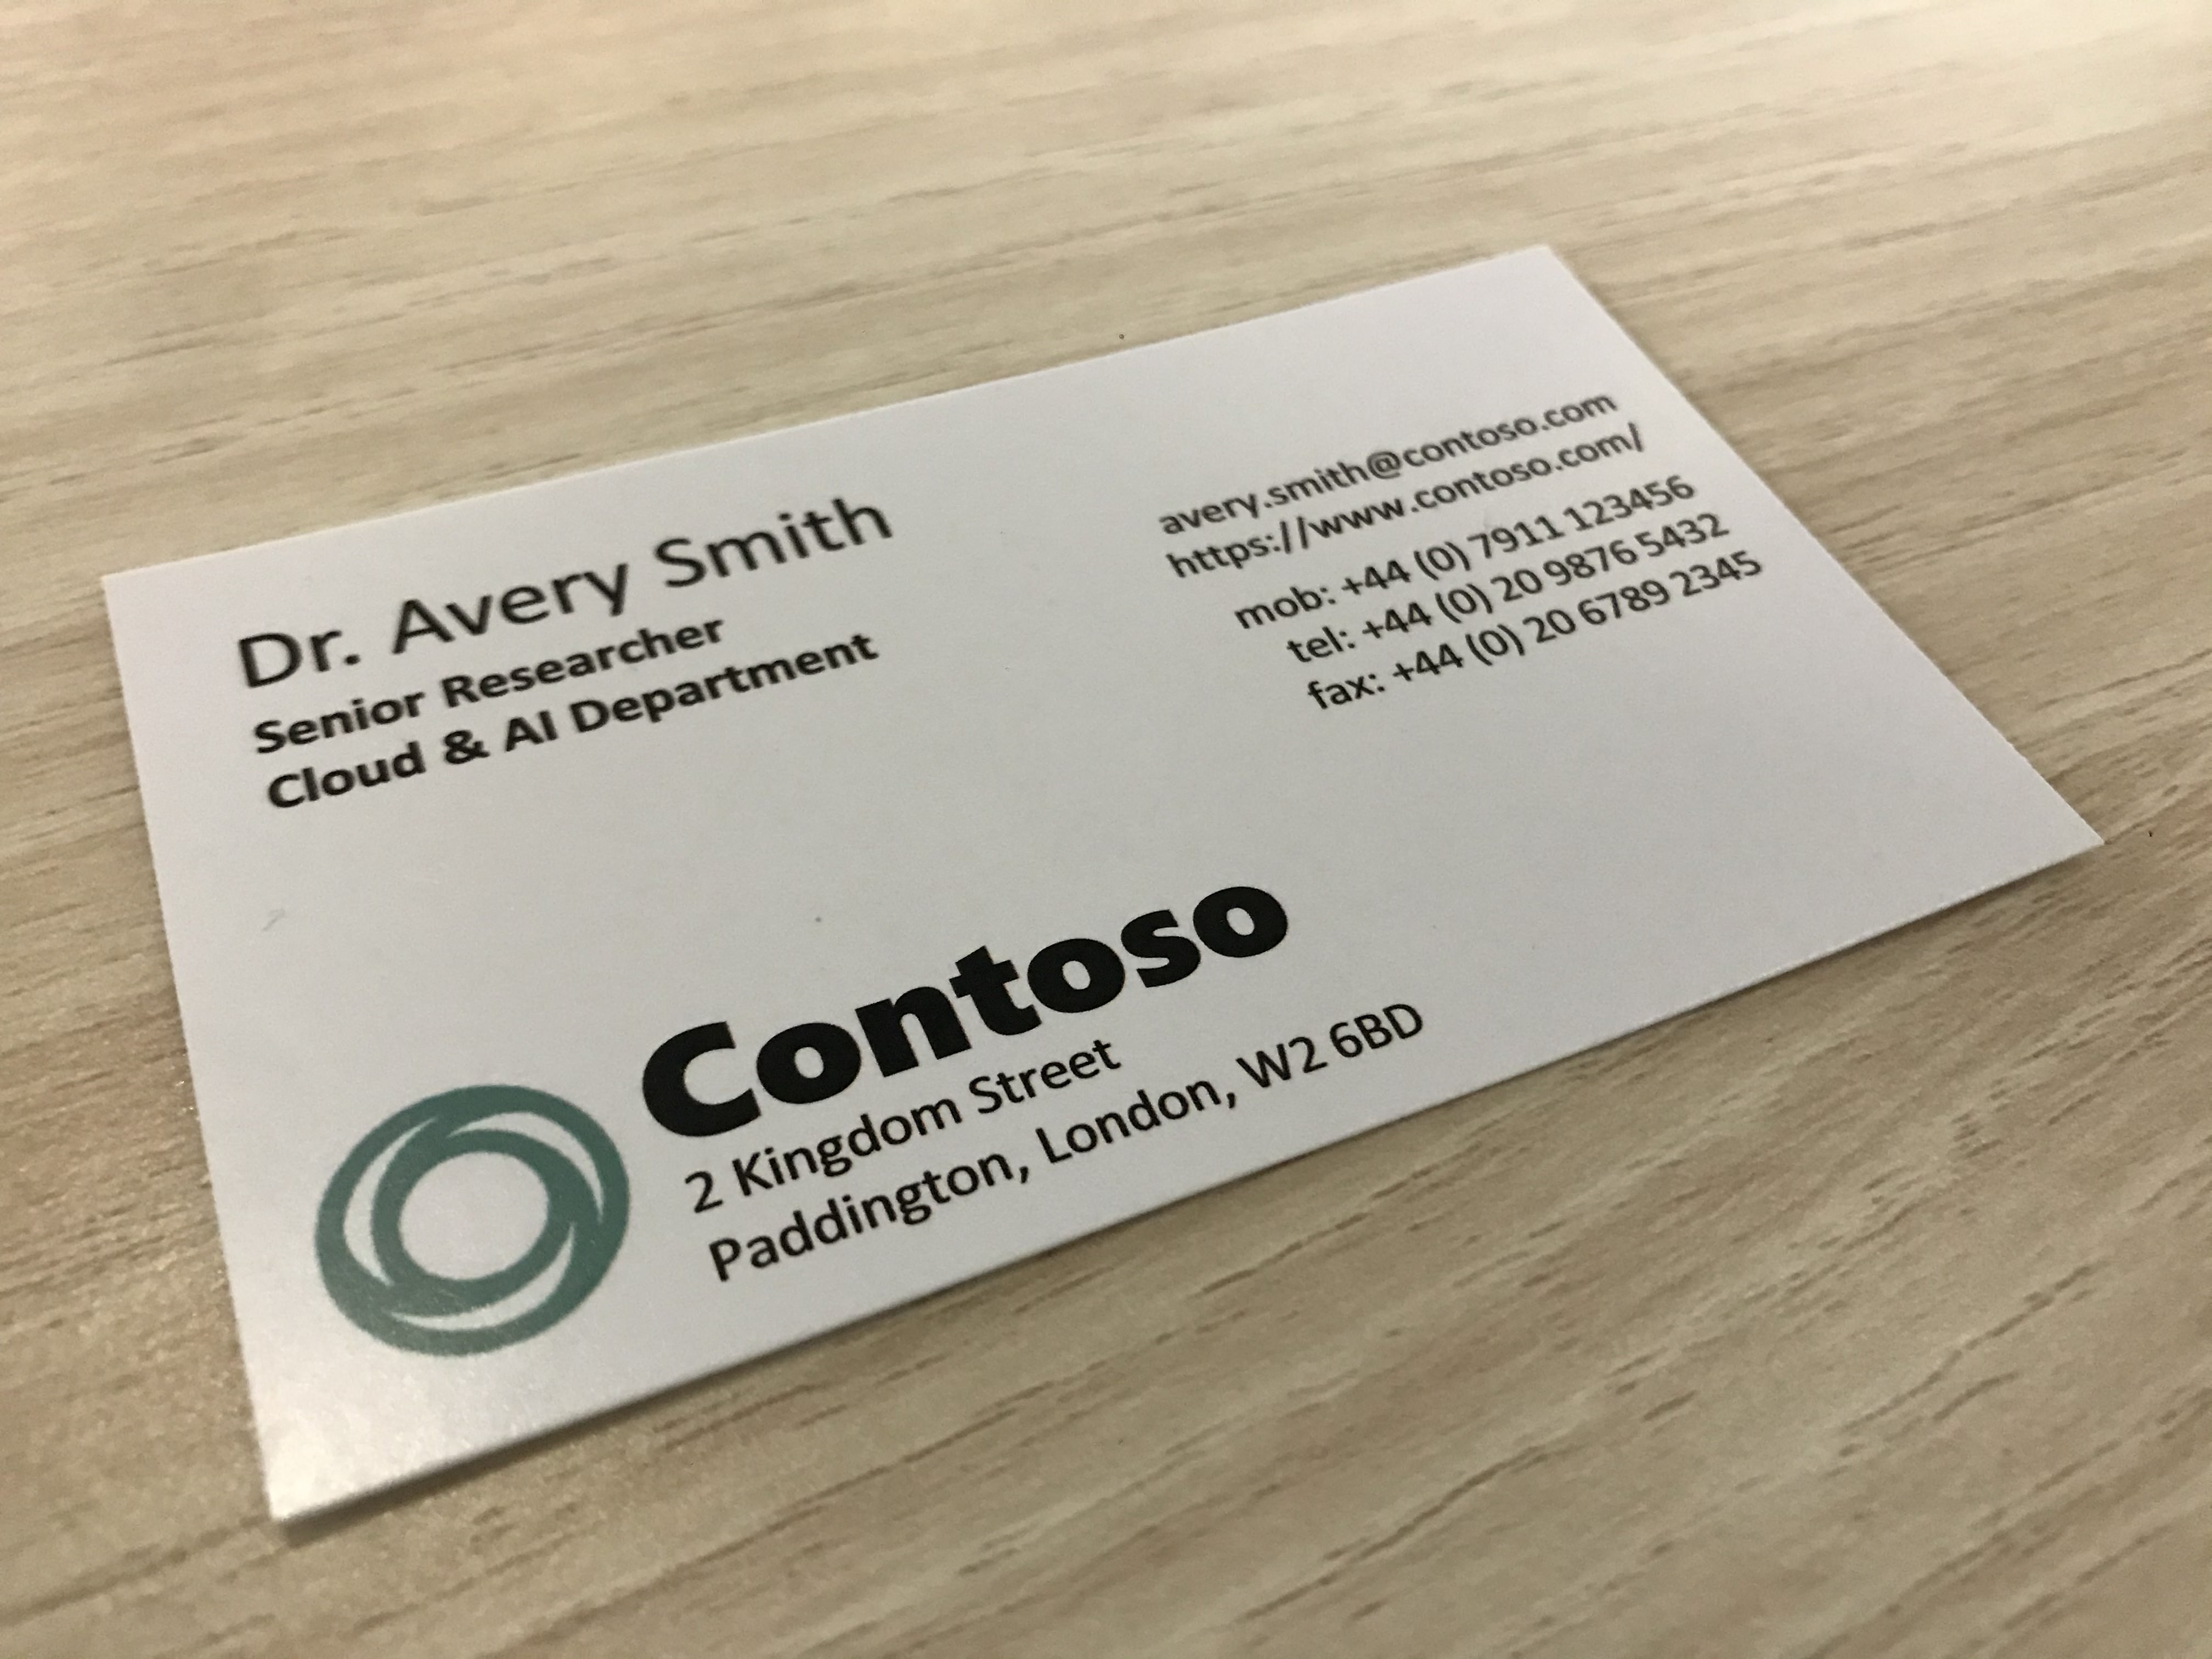 Dr. Avery Smith
Senior Researcher
Cloud & AI Department
avery.smith@contoso.com
https://www.contoso.com/
mob: +44 (0) 7911 123456
tel: +44 (0) 20 9876 5432
fax: +44 (0) 20 6789 2345
Contoso
2 Kingdom Street
Paddington, London, W2 6BD